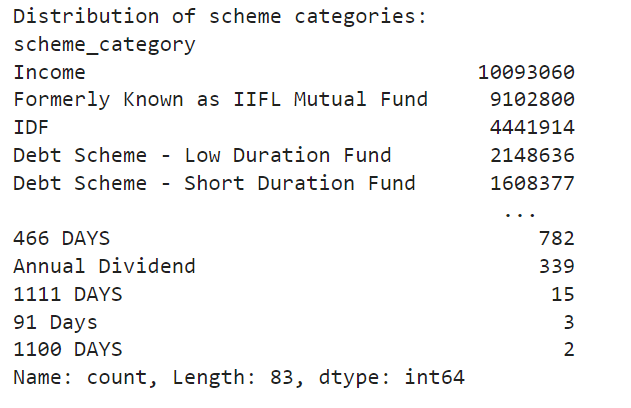 Distribution of scheme categories:
scheme_category
Income 10093060
Formerly Known as IIFL Mutual Fund 9102800
IDF 4441914
Debt Scheme - Low Duration Fund 2148636
Debt Scheme - Short Duration Fund 1608377
...
466 DAYS 782
Annual Dividend 339
1111 DAYS 15
91 Days 3
1100 DAYS 2
Name: count, Length: 83, dtype: int64